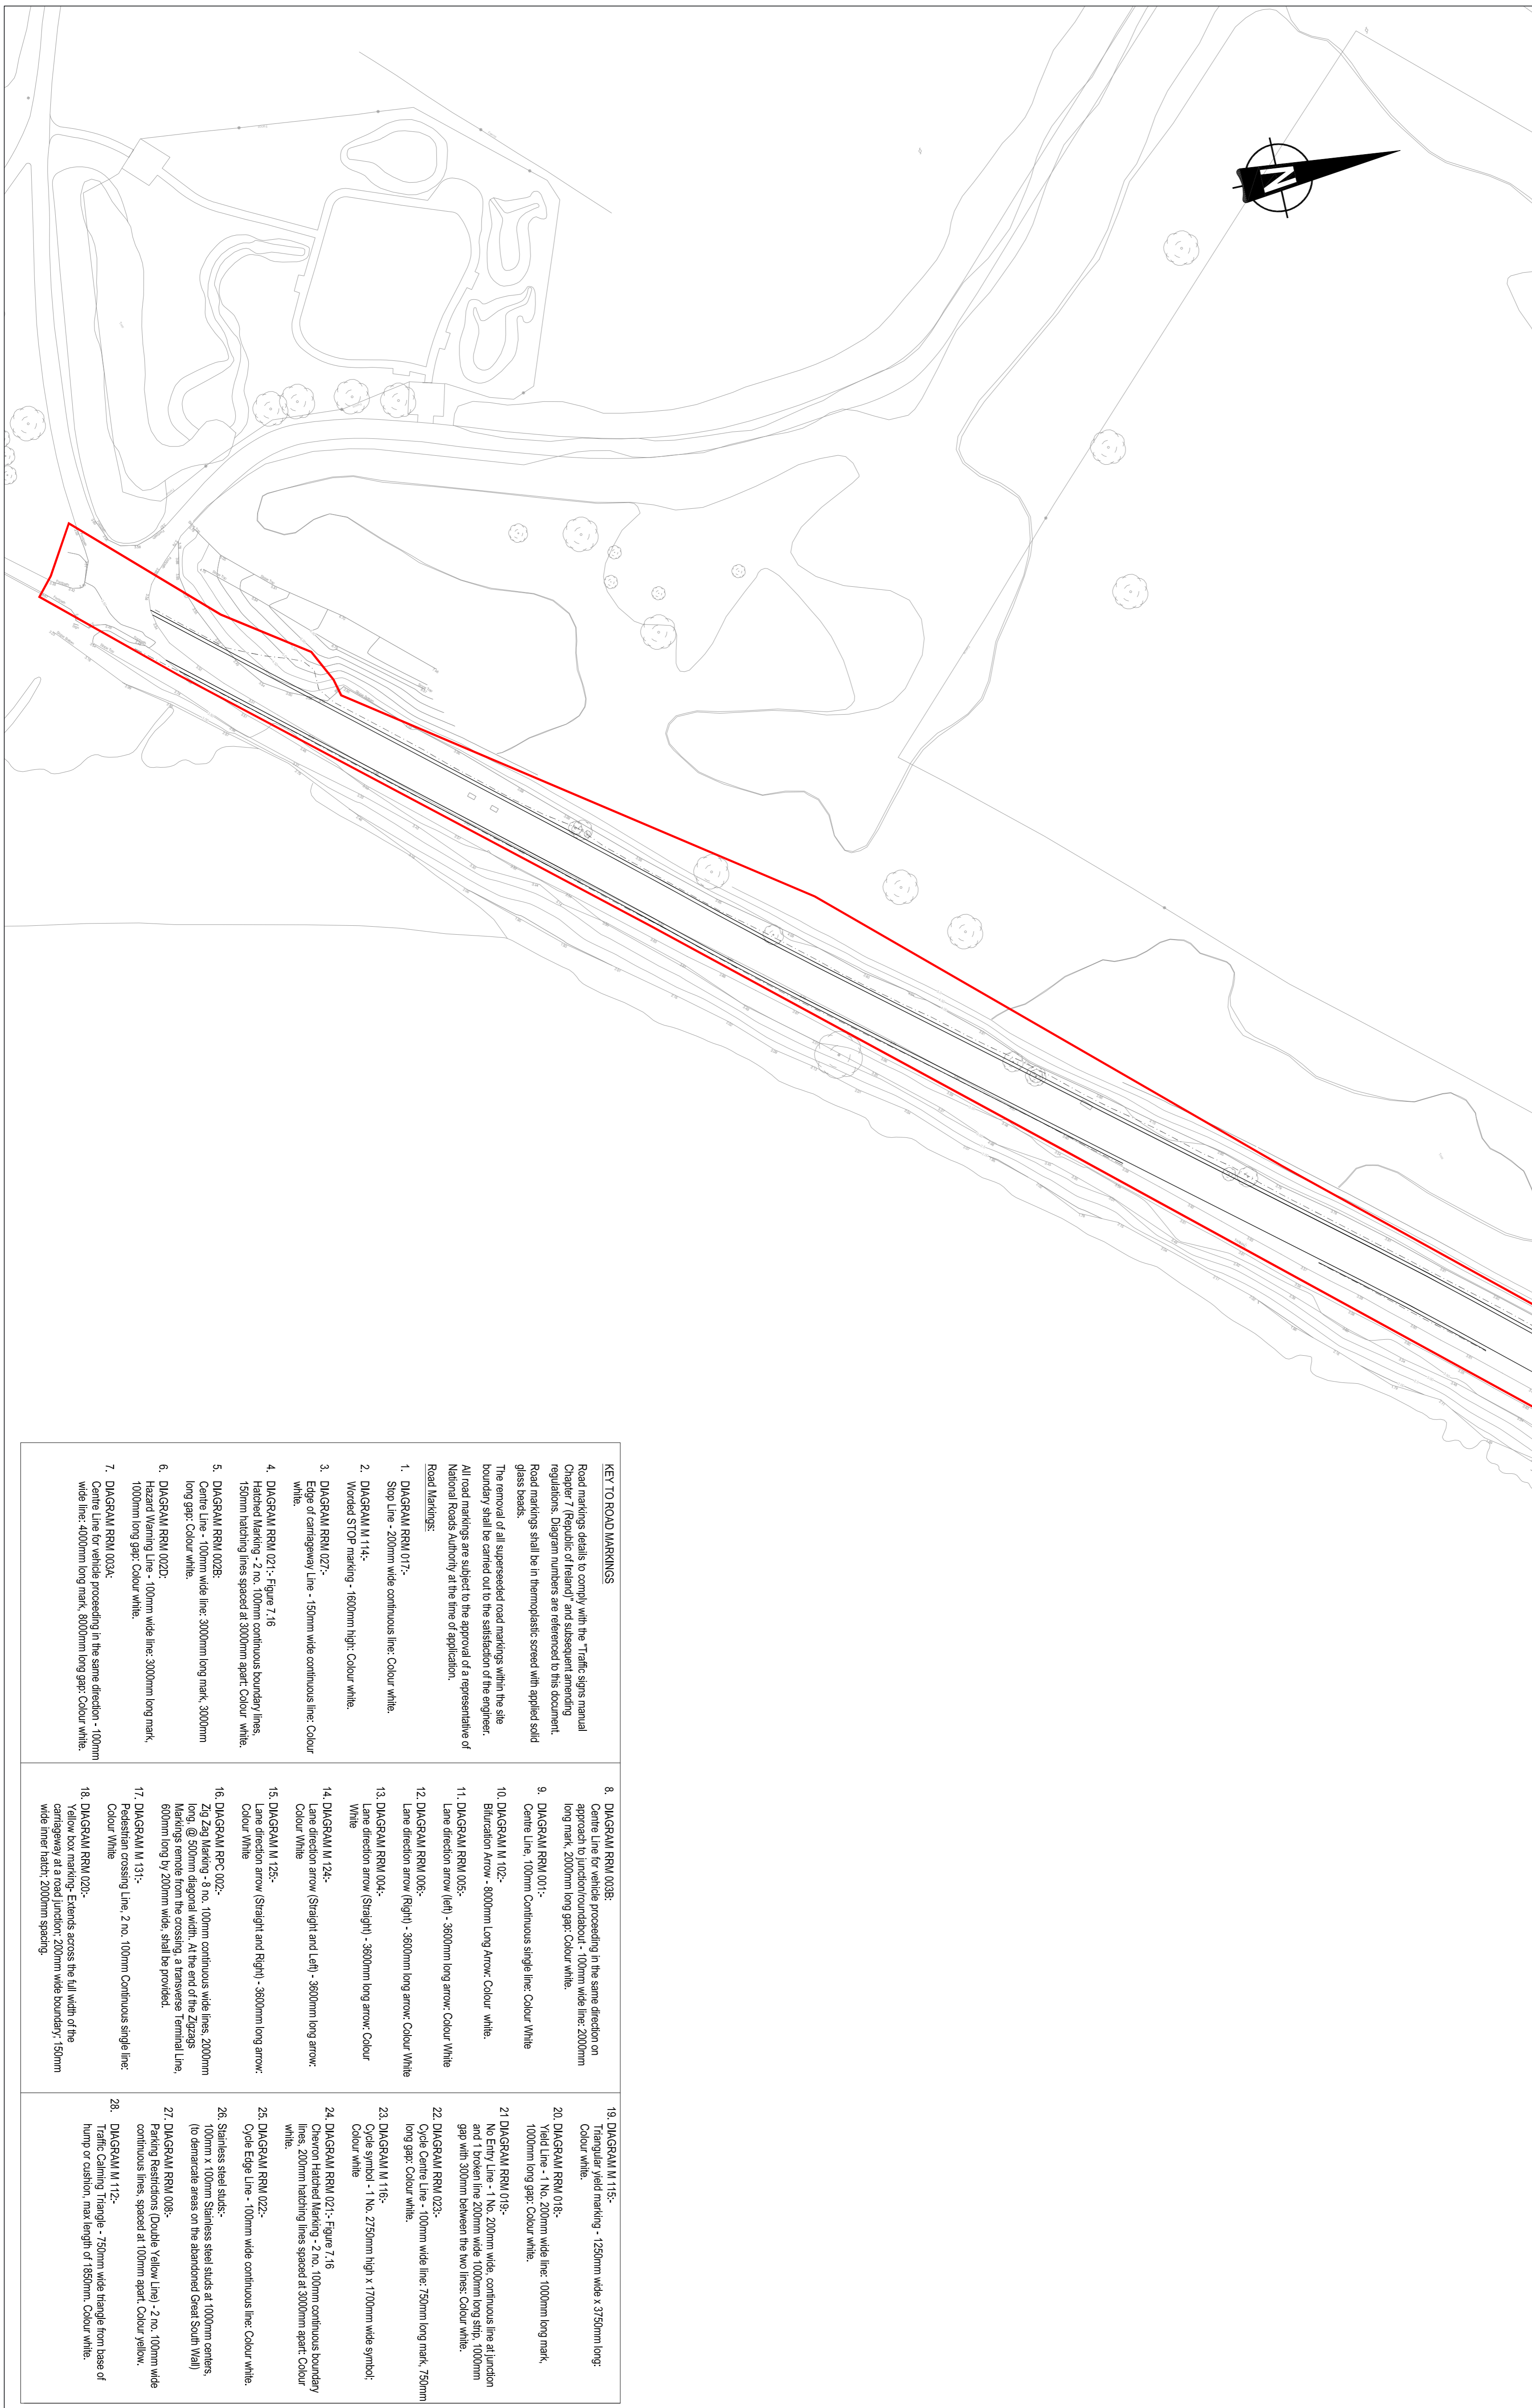 N
KEY TO ROAD MARKINGS
Road markings details to comply with the "Traffic signs manual
Chapter 7 (Republic of Ireland)" and subsequent amending
regulations. Diagram numbers are referenced to this document.
Road markings shall be in thermoplastic screed with applied solid
glass beads.
The removal of all superseeded road markings within the site
boundary shall be carried out to the satisfaction of the engineer.
All road markings are subject to the approval of a representative of
National Roads Authority at the time of application.
Road Markings:
1. DIAGRAM RRM 017:-
Stop Line - 200mm wide continuous line: Colour white.
2. DIAGRAM M 114:-
Worded STOP marking - 1600mm high: Colour white.
3. DIAGRAM RRM 027:-
Edge of carriageway Line - 150mm wide continuous line: Colour
white.
4. DIAGRAM RRM 021:- Figure 7.16
Hatched Marking - 2 no. 100mm continuous boundary lines,
150mm hatching lines spaced at 3000mm apart: Colour white.
5. DIAGRAM RRM 002B:
Centre Line - 100mm wide line: 3000mm long mark, 3000mm
long gap: Colour white.
6. DIAGRAM RRM 002D:
Hazard Warning Line - 100mm wide line: 3000mm long mark,
1000mm long gap: Colour white.
7. DIAGRAM RRM 003A:
Centre Line for vehicle proceeding in the same direction - 100mm
wide line: 4000mm long mark, 8000mm long gap: Colour white.
8. DIAGRAM RRM 003B:
Centre Line for vehicle proceeding in the same direction on
approach to junction/roundabout - 100mm wide line: 2000mm
long mark, 2000mm long gap: Colour white.
9. DIAGRAM RRM 001:-
Centre Line, 100mm Continuous single line: Colour White
10. DIAGRAM M 102:-
Bifurcation Arrow - 8000mm Long Arrow: Colour white.
11. DIAGRAM RRM 005:-
Lane direction arrow (left) - 3600mm long arrow: Colour White
12. DIAGRAM RRM 006:-
Lane direction arrow (Right) - 3600mm long arrow: Colour White
13. DIAGRAM RRM 004:-
Lane direction arrow (Straight) - 3600mm long arrow: Colour
White
14. DIAGRAM M 124:-
Lane direction arrow (Straight and Left) - 3600mm long arrow:
Colour White
15. DIAGRAM M 125:-
Lane direction arrow (Straight and Right) - 3600mm long arrow:
Colour White
16. DIAGRAM RPC 002:-
Zig Zag Marking - 8 no. 100mm continuous wide lines, 2000mm
long, @ 500mm diagonal width. At the end of the Zigzags
Markings remote from the crossing, a transverse Terminal Line,
600mm long by 200mm wide, shall be provided.
17. DIAGRAM M 131:-
Pedestrian crossing Line, 2 no. 100mm Continuous single line:
Colour White
18. DIAGRAM RRM 020:-
Yellow box marking- Extends across the full width of the
carriageway at a road junction; 200mm wide boundary; 150mm
wide inner hatch; 2000mm spacing.
19. DIAGRAM M 115:-
Triangular yield marking - 1250mm wide x 3750mm long:
Colour white.
20. DIAGRAM RRM 018:-
Yield Line - 1 No. 200mm wide line: 1000mm long mark,
1000mm long gap: Colour white.
21 DIAGRAM RRM 019:-
No Entry Line - 1 No. 200mm wide, continuous line at junction
and 1 broken line 200mm wide 1000mm long strip, 1000mm
gap with 300mm between the two lines: Colour white.
22. DIAGRAM RRM 023:-
Cycle Centre Line - 100mm wide line: 750mm long mark, 750mm
long gap: Colour white.
23. DIAGRAM M 116:-
Cycle symbol - 1 No. 2750mm high x 1700mm wide symbol;
Colour white
24. DIAGRAM RRM 021:- Figure 7.16
Chevron Hatched Marking - 2 no. 100mm continuous boundary
lines, 200mm hatching lines spaced at 3000mm apart: Colour
white.
25. DIAGRAM RRM 022:-
Cycle Edge Line - 100mm wide continuous line: Colour white.
26. Stainless steel studs:-
100mm x 100mm Stainless steel studs at 1000mm centers,
(to demarcate areas on the abandoned Great South Wall)
27. DIAGRAM RRM 008:-
Parking Restrictions (Double Yellow Line) - 2 no. 100mm wide
continuous lines, spaced at 100mm apart. Colour yellow.
28. DIAGRAM M 112:-
Traffic Calming Triangle - 750mm wide triangle from base of
hump or cushion, max length of 1850mm. Colour white.